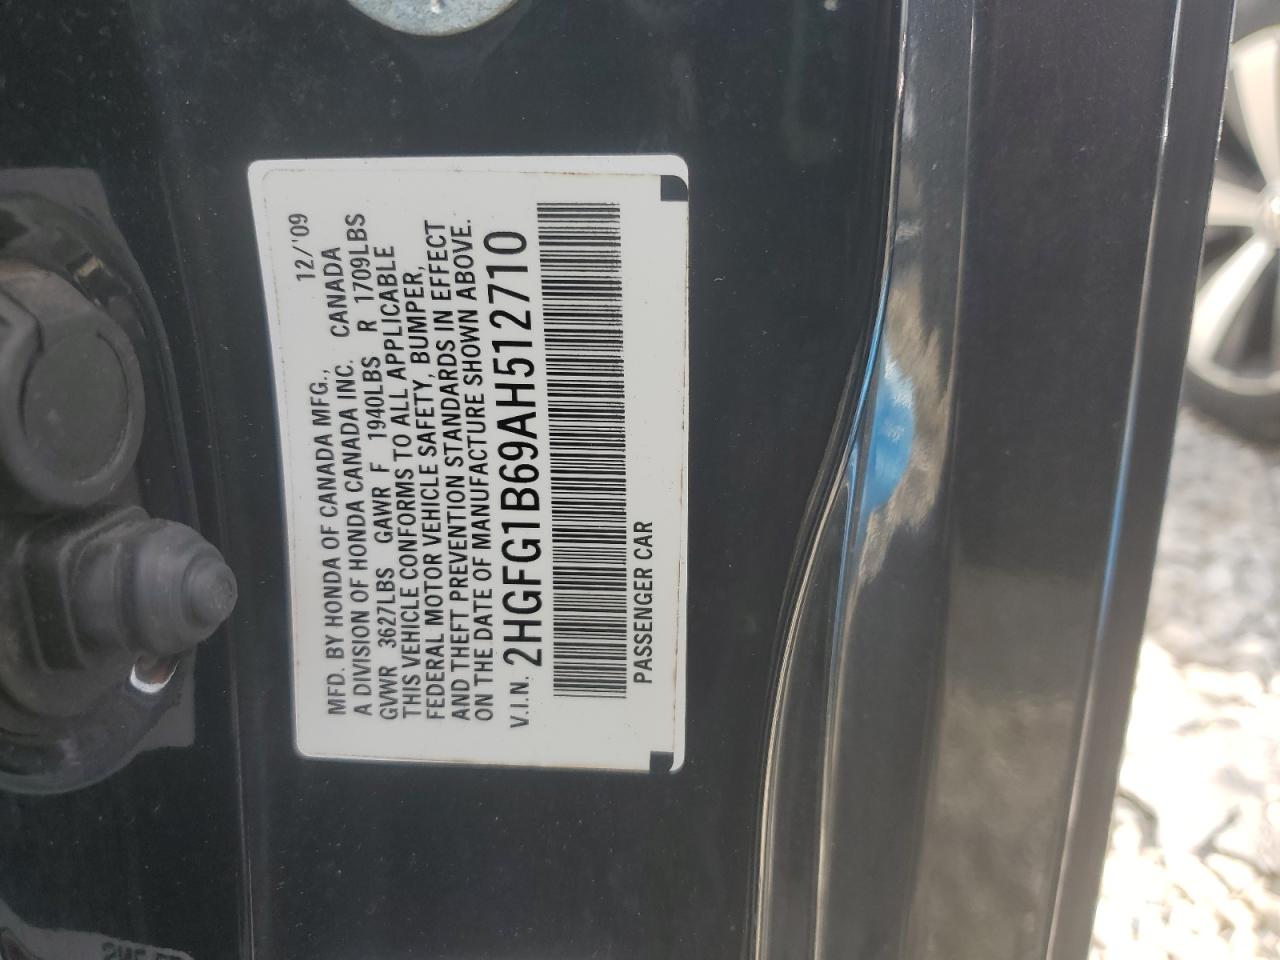 12/'09
MFD. BY HONDA OF CANADA MFG., CANADA
A DIVISION OF HONDA CANADA INC.
GVWR 3627LBS GAWR F 1940LBS R 1709LBS
THIS VEHICLE CONFORMS TO ALL APPLICABLE
FEDERAL MOTOR VEHICLE SAFETY, BUMPER,
AND THEFT PREVENTION STANDARDS IN EFFECT
ON THE DATE OF MANUFACTURE SHOWN ABOVE.
V.I.N. 2HGFG1B69AH512710
PASSENGER CAR